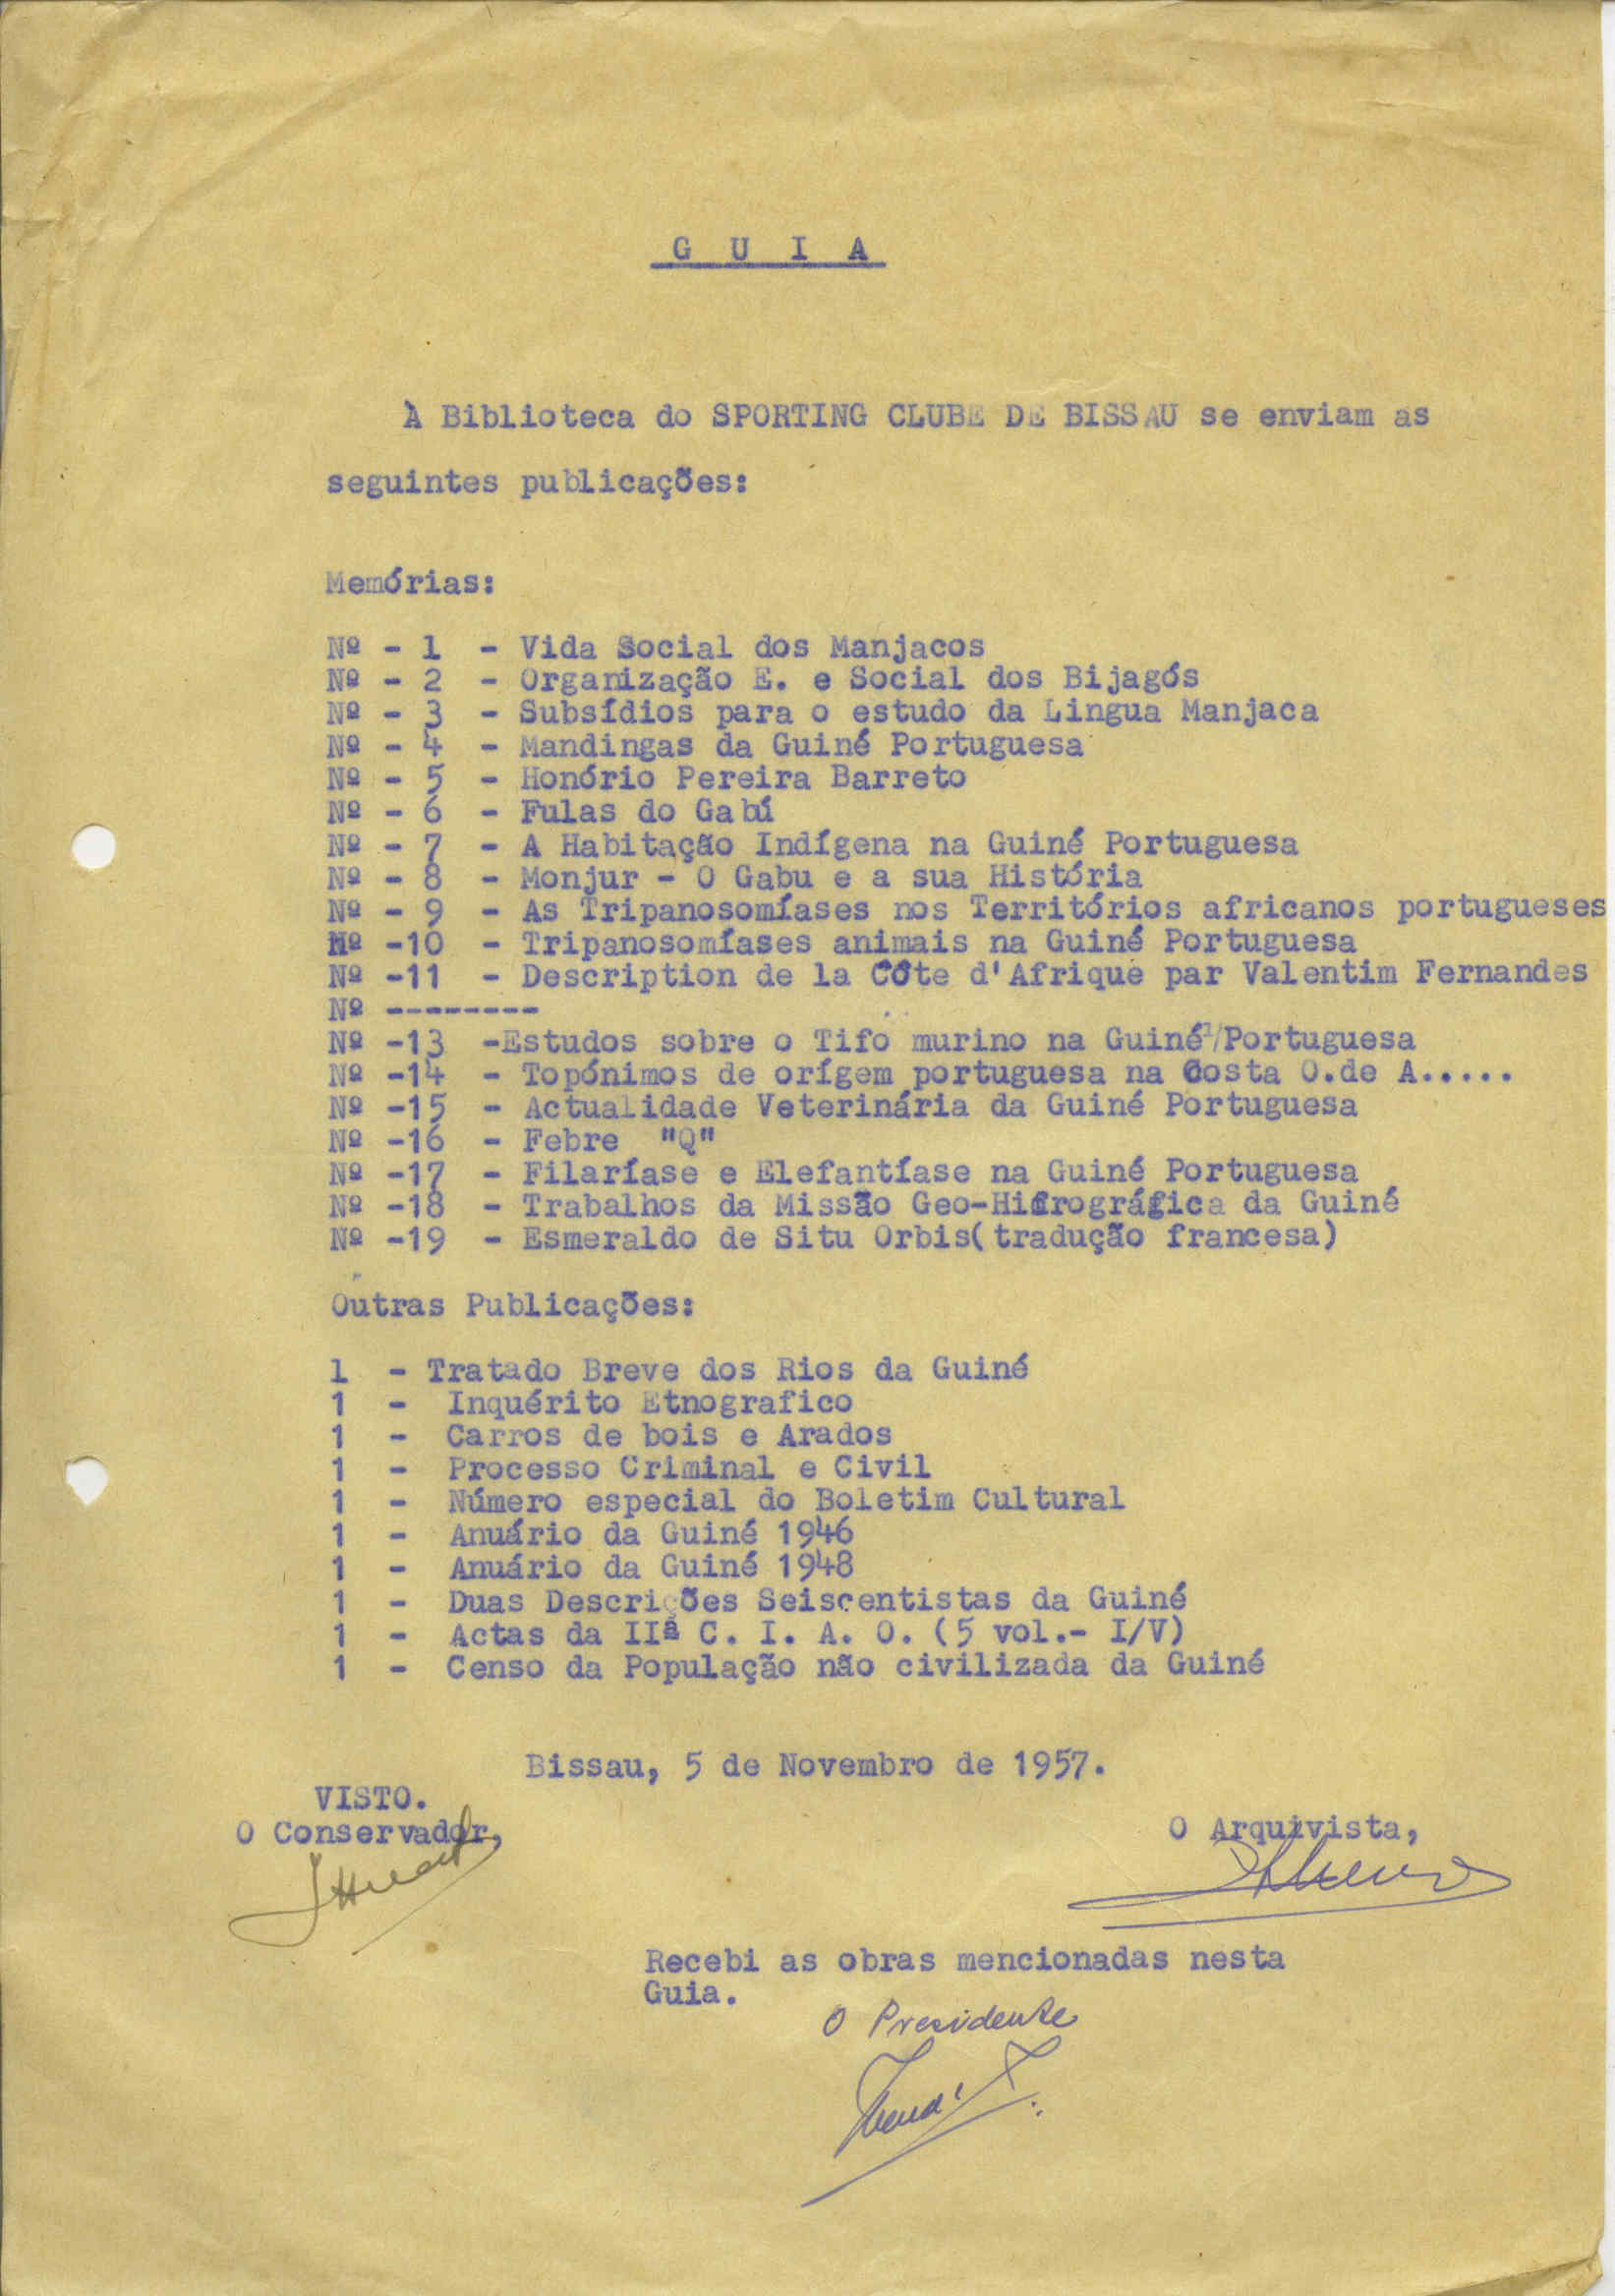 G U I A
À Biblioteca do SPORTING CLUBE DE BISSAU se enviam as
seguintes publicações:
Memórias:
Nº - 1 - Vida Social dos Manjacos
Nº - 2 - Organização E. e Social dos Bijagós
Nº - 3 - Subsídios para o estudo da Lingua Manjaca
Nº - 4 - Mandingas da Guiné Portuguesa
Nº - 5 - Honório Pereira Barreto
Nº - 6 - Fulas do Gabú
Nº - 7 - A Habitação Indígena na Guiné Portuguesa
Nº - 8 - Monjur - O Gabu e a sua História
Nº - 9 - As Tripanosomíases nos Territórios africanos portugueses
Nº -10 - Tripanosomíases animais na Guiné Portuguesa
Nº -11 - Description de la Côte d'Afrique par Valentim Fernandes
Nº --------
Nº -13 -Estudos sobre o Tifo murino na Guiné/Portuguesa
Nº -14 - Topónimos de orígem portuguesa na Costa O.de A.....
Nº -15 - Actualidade Veterinária da Guiné Portuguesa
Nº -16 - Febre "Q"
Nº -17 - Filaríase e Elefantíase na Guiné Portuguesa
Nº -18 - Trabalhos da Missão Geo-Hidrográfica da Guiné
Nº -19 - Esmeraldo de Situ Orbis(tradução francesa)
Outras Publicações:
1 - Tratado Breve dos Rios da Guiné
1 - Inquérito Etnografico
1 - Carros de bois e Arados
1 - Processo Criminal e Civil
1 - Número especial do Boletim Cultural
1 - Anuário da Guiné 1946
1 - Anuário da Guiné 1948
1 - Duas Descrições Seiscentistas da Guiné
1 - Actas da IIª C. I. A. O. (5 vol.- I/V)
1 - Censo da População não civilizada da Guiné
Bissau, 5 de Novembro de 1957.
VISTO.
O Conservador,
O Arquivista,
Recebi as obras mencionadas nesta
Guia.
O Presidente